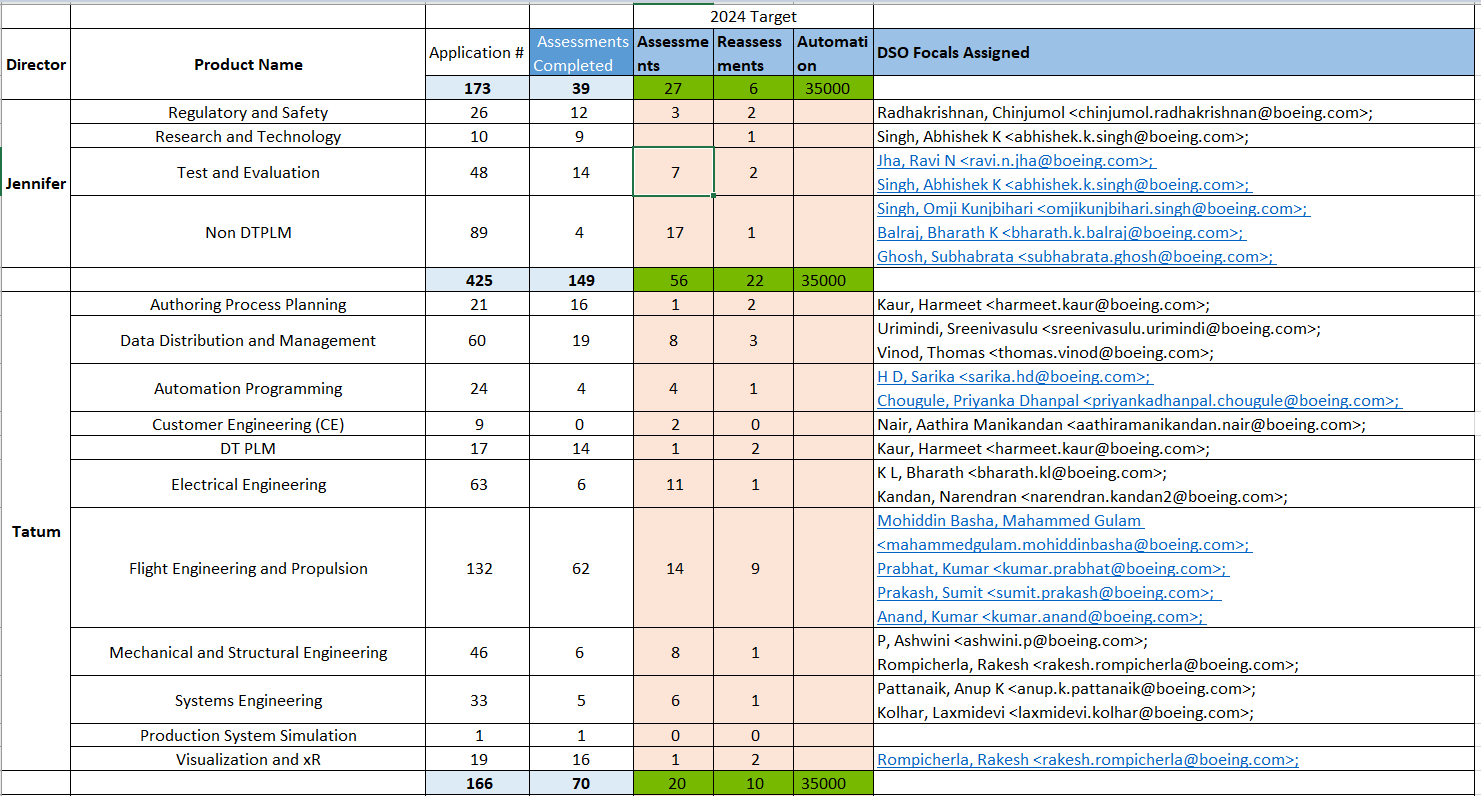 2024 Target
Director Product Name Application # Assessments Completed Assessme nts Reassess ments Automati on DSO Focals Assigned
173 39 27 6 35000
Jennifer
Regulatory and Safety 26 12 3 2 Radhakrishnan, Chinjumol <chinjumol.radhakrishnan@boeing.com>;
Research and Technology 10 9 1 Singh, Abhishek K <abhishek.k.singh@boeing.com>;
Test and Evaluation 48 14 7 2 Jha, Ravi N <ravi.n.jha@boeing.com>;
Singh, Abhishek K <abhishek.k.singh@boeing.com>;
Non DTPLM 89 4 17 1 Singh, Omji Kunjbihari <omjikunjbihari.singh@boeing.com>;
Balraj, Bharath K <bharath.k.balraj@boeing.com>;
Ghosh, Subhabrata <subhabrata.ghosh@boeing.com>;
425 149 56 22 35000
Tatum
Authoring Process Planning 21 16 1 2 Kaur, Harmeet <harmeet.kaur@boeing.com>;
Data Distribution and Management 60 19 8 3 Urimindi, Sreenivasulu <sreenivasulu.urimindi@boeing.com>;
Vinod, Thomas <thomas.vinod@boeing.com>;
Automation Programming 24 4 4 1 H D, Sarika <sarika.hd@boeing.com>;
Chougule, Priyanka Dhanpal <priyankadhanpal.chougule@boeing.com>;
Customer Engineering (CE) 9 0 2 0 Nair, Aathira Manikandan <aathiramanikandan.nair@boeing.com>;
DT PLM 17 14 1 2 Kaur, Harmeet <harmeet.kaur@boeing.com>;
Electrical Engineering 63 6 11 1 K L, Bharath <bharath.kl@boeing.com>;
Kandan, Narendran <narendran.kandan2@boeing.com>;
Flight Engineering and Propulsion 132 62 14 9 Mohiddin Basha, Mahammed Gulam
<mahammedgulam.mohiddinbasha@boeing.com>;
Prabhat, Kumar <kumar.prabhat@boeing.com>;
Prakash, Sumit <sumit.prakash@boeing.com>;
Anand, Kumar <kumar.anand@boeing.com>;
Mechanical and Structural Engineering 46 6 8 1 P, Ashwini <ashwini.p@boeing.com>;
Rompicherla, Rakesh <rakesh.rompicherla@boeing.com>;
Systems Engineering 33 5 6 1 Pattanaik, Anup K <anup.k.pattanaik@boeing.com>;
Kolhar, Laxmidevi <laxmidevi.kolhar@boeing.com>;
Production System Simulation 1 1 0 0
Visualization and xR 19 16 1 2 Rompicherla, Rakesh <rakesh.rompicherla@boeing.com>;
166 70 20 10 35000